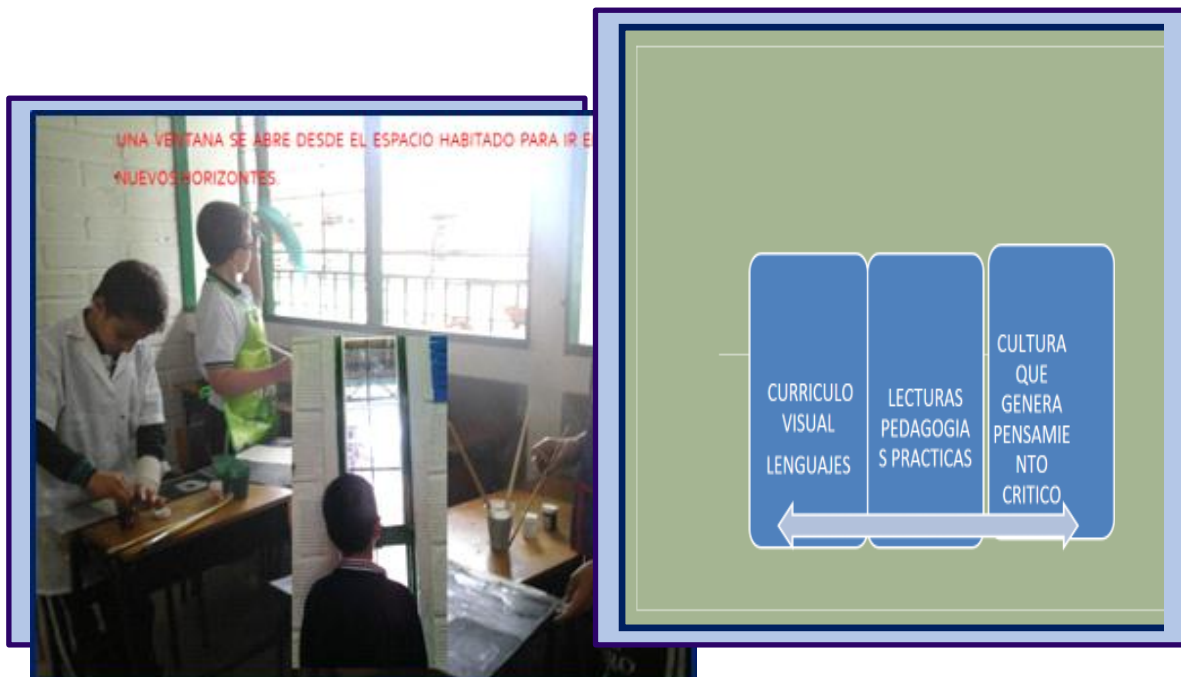 UNA VENTANA SE ABRE DESDE EL ESPACIO HABITADO PARA IR
NUEVOS HORIZONTES.
CURRICULO
VISUAL
LENGUAJES
LECTURAS
PEDAGOGIA
S PRACTICAS
CULTURA
QUE
GENERA
PENSAMIE
NTO
CRITICO